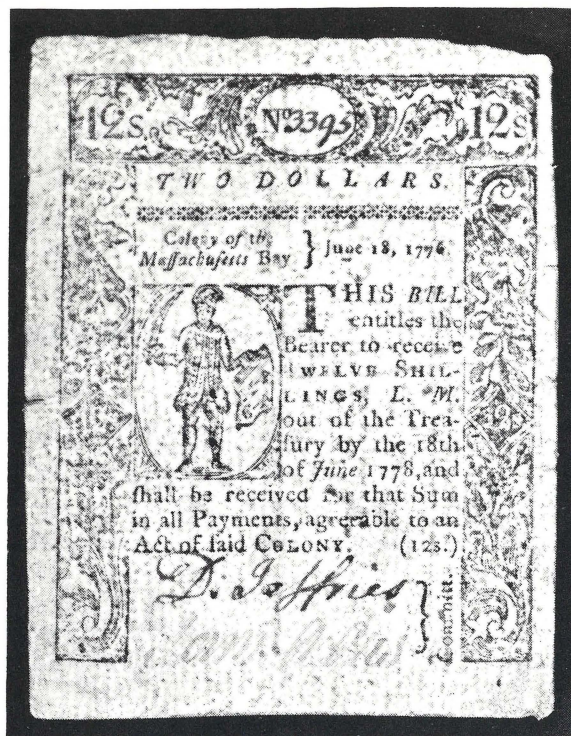 12s No 3395 12s
TWO DOLLARS.
Colony of the
Maſſachuſetts Bay } June 18, 1776
THIS BILL
entitles the
Bearer to receive
TWELVE SHIL-
LINGS, L. M.
out of the Trea-
ſury by the 18th
of June 1778, and
ſhall be received for that Sum
in all Payments, agreeable to an
Act of ſaid COLONY. (12s.)
D. Jeffries
} Committ.